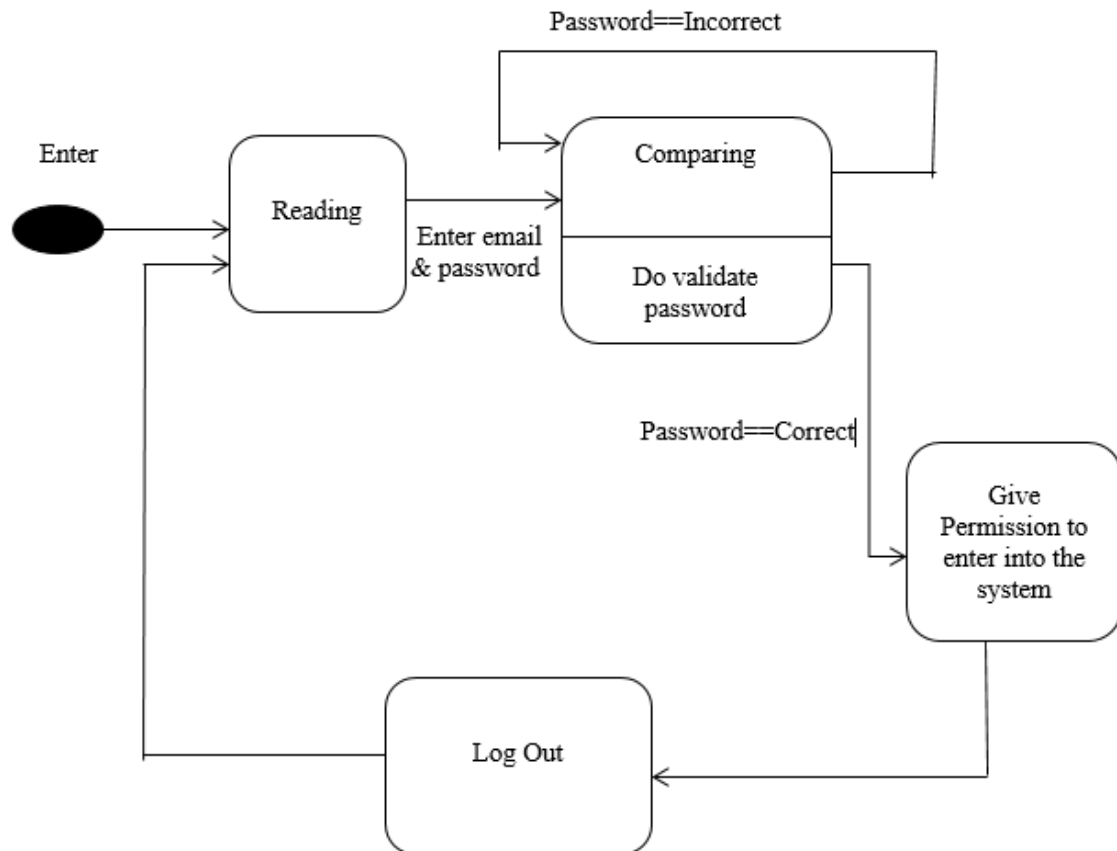 Password==Incorrect
Enter
Comparing
Reading
Enter email
& password
Do validate
password
Password==Correct
Give
Permission to
enter into the
system
Log Out